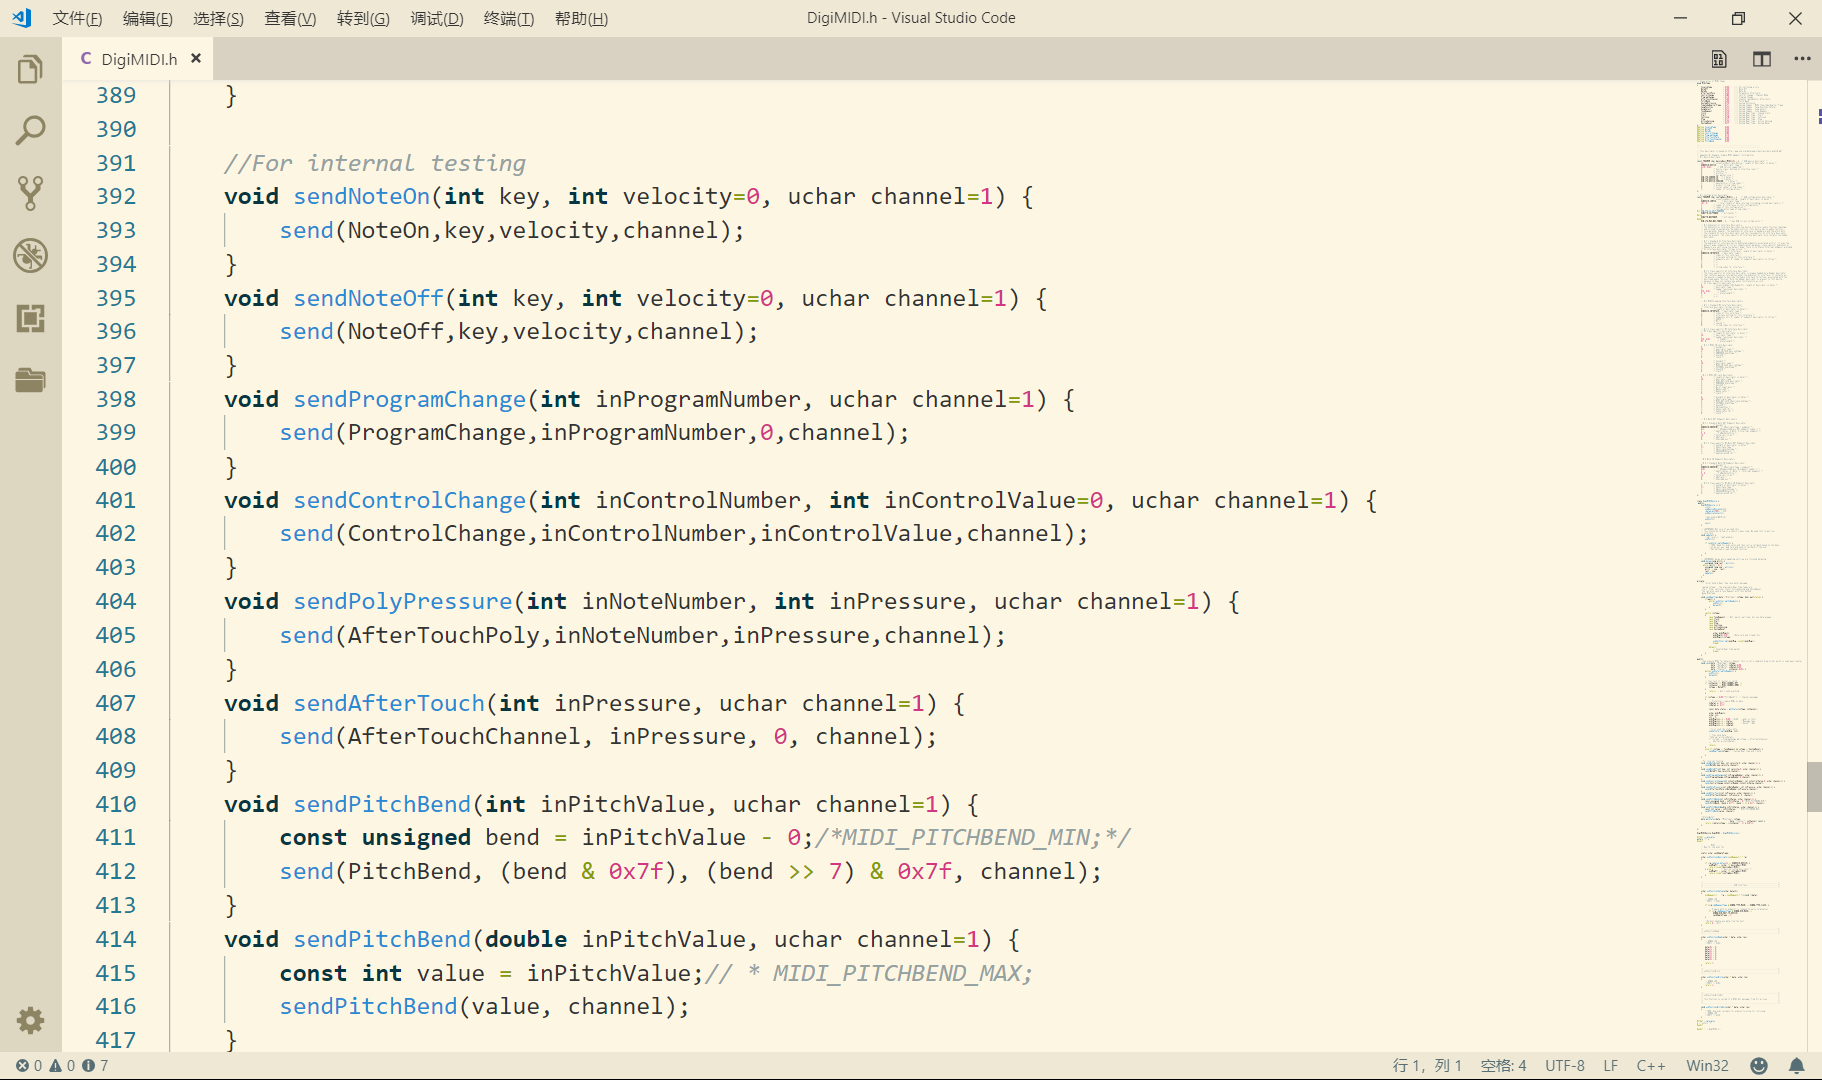 文件(F) 编辑(E) 选择(S) 查看(V) 转到(G) 调试(D) 终端(T) 帮助(H) DigiMIDI.h - Visual Studio Code
C DigiMIDI.h ×
389 }
390
391 //For internal testing
392 void sendNoteOn(int key, int velocity=0, uchar channel=1) {
393 send(NoteOn,key,velocity,channel);
394 }
395 void sendNoteOff(int key, int velocity=0, uchar channel=1) {
396 send(NoteOff,key,velocity,channel);
397 }
398 void sendProgramChange(int inProgramNumber, uchar channel=1) {
399 send(ProgramChange,inProgramNumber,0,channel);
400 }
401 void sendControlChange(int inControlNumber, int inControlValue=0, uchar channel=1) {
402 send(ControlChange,inControlNumber,inControlValue,channel);
403 }
404 void sendPolyPressure(int inNoteNumber, int inPressure, uchar channel=1) {
405 send(AfterTouchPoly,inNoteNumber,inPressure,channel);
406 }
407 void sendAfterTouch(int inPressure, uchar channel=1) {
408 send(AfterTouchChannel, inPressure, 0, channel);
409 }
410 void sendPitchBend(int inPitchValue, uchar channel=1) {
411 const unsigned bend = inPitchValue - 0;/*MIDI_PITCHBEND_MIN;*/
412 send(PitchBend, (bend & 0x7f), (bend >> 7) & 0x7f, channel);
413 }
414 void sendPitchBend(double inPitchValue, uchar channel=1) {
415 const int value = inPitchValue;// * MIDI_PITCHBEND_MAX;
416 sendPitchBend(value, channel);
417 }
0 0 7 行 1，列 1 空格: 4 UTF-8 LF C++ Win32